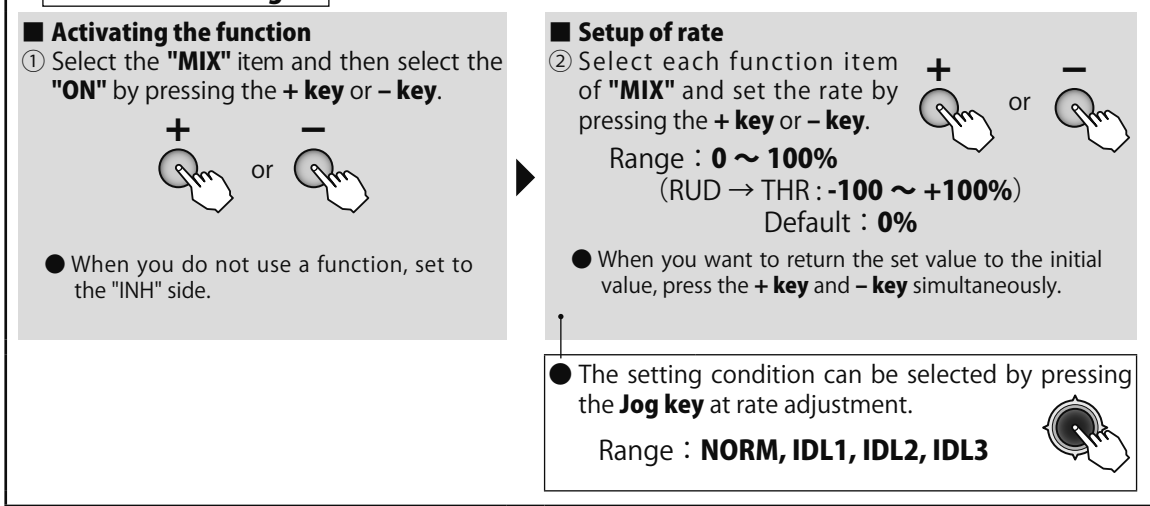 ■ Activating the function
① Select the "MIX" item and then select the
"ON" by pressing the + key or – key.
+ –
or
● When you do not use a function, set to
the "INH" side.
■ Setup of rate
② Select each function item
of "MIX" and set the rate by
pressing the + key or – key.
+ –
or
Range : 0 ～ 100%
(RUD → THR : -100 ～ +100%)
Default : 0%
● When you want to return the set value to the initial
value, press the + key and – key simultaneously.
● The setting condition can be selected by pressing
the Jog key at rate adjustment.
Range : NORM, IDL1, IDL2, IDL3